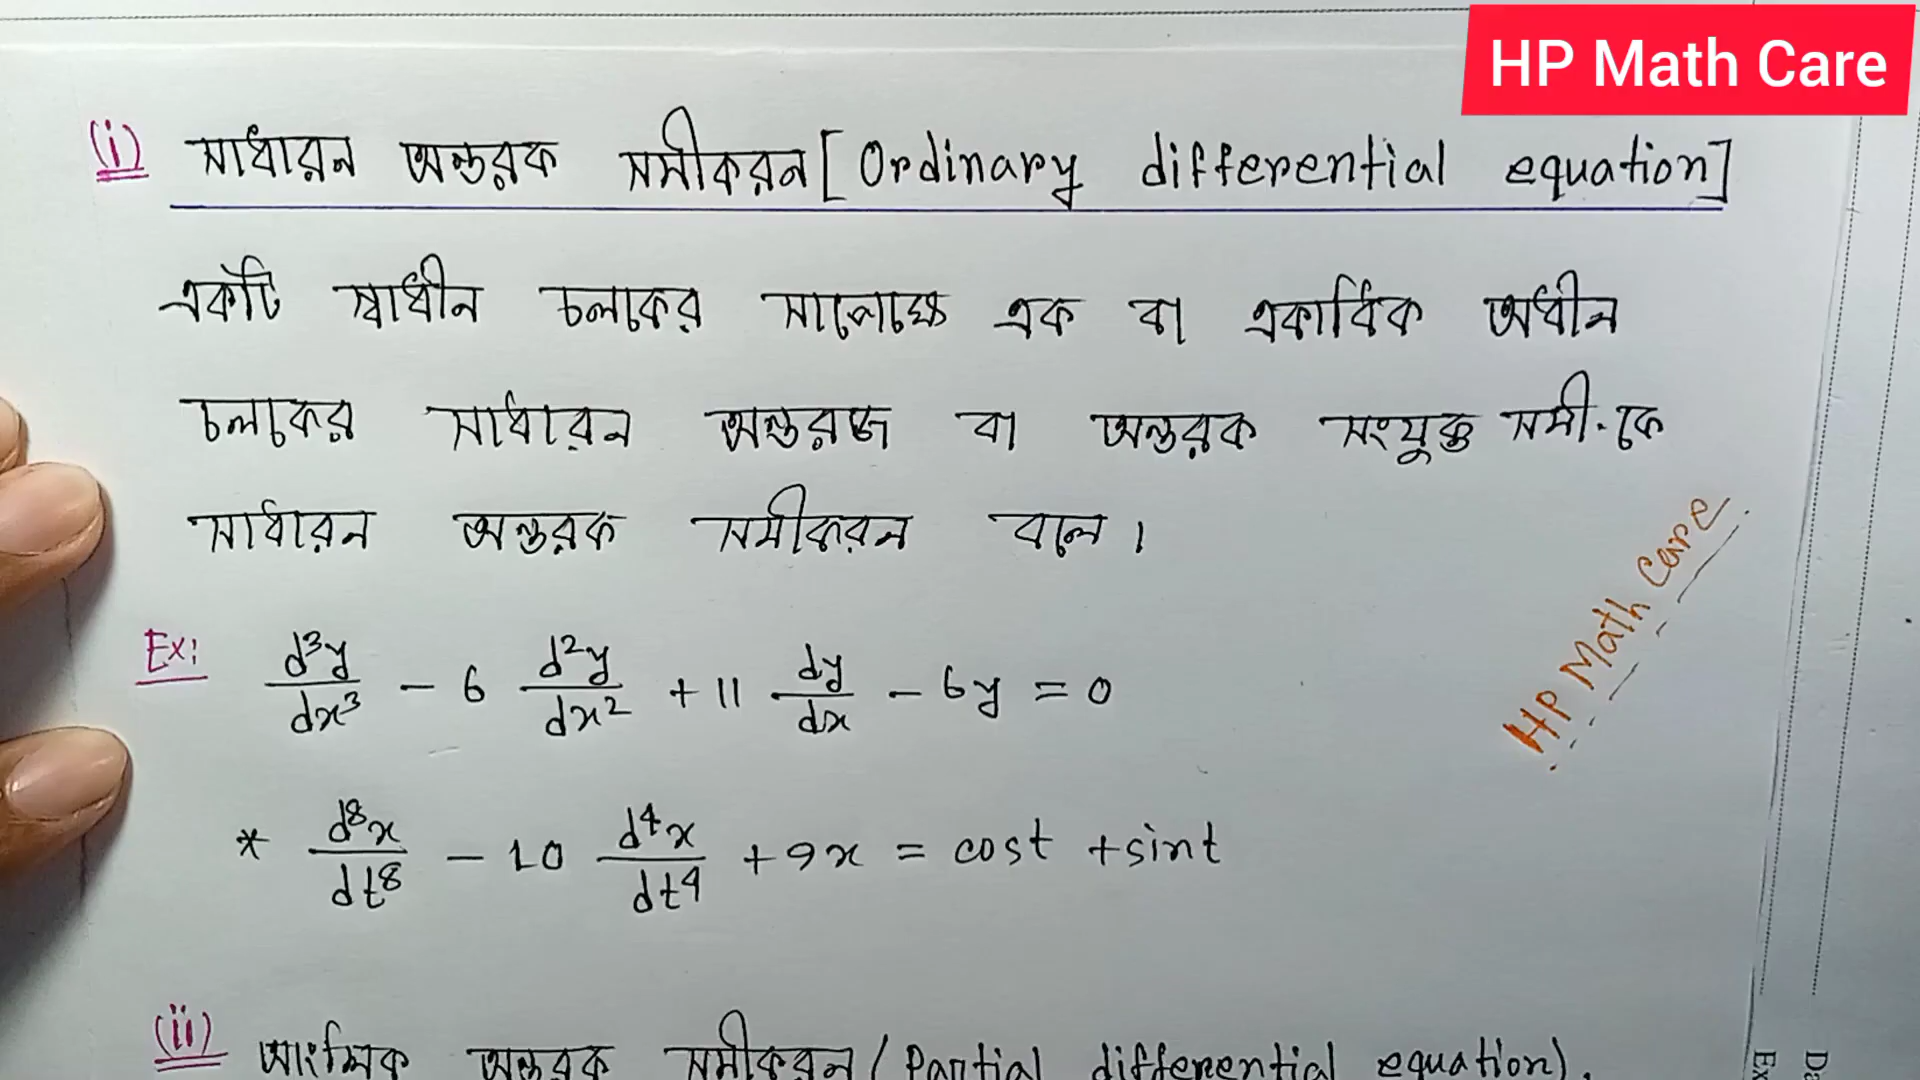 HP Math Care
(i) সাধারন অন্তরক সমীকরন [Ordinary differential equation]
একটি স্বাধীন চলকের সাপেক্ষে এক বা একাধিক অধীন
চলকের সাধারন অন্তরজ বা অন্তরক সংযুক্ত সমী.কে
সাধারন অন্তরক সমীকরন বলে।
Ex: d³y/dx³ - 6 d²y/dx² + 11 dy/dx - 6y = 0
* d⁸x/dt⁸ - 10 d⁴x/dt⁴ + 9x = cost + sint
HP Math Care
(ii) আংশিক অন্তরক সমীকরন (Partial differential equation).